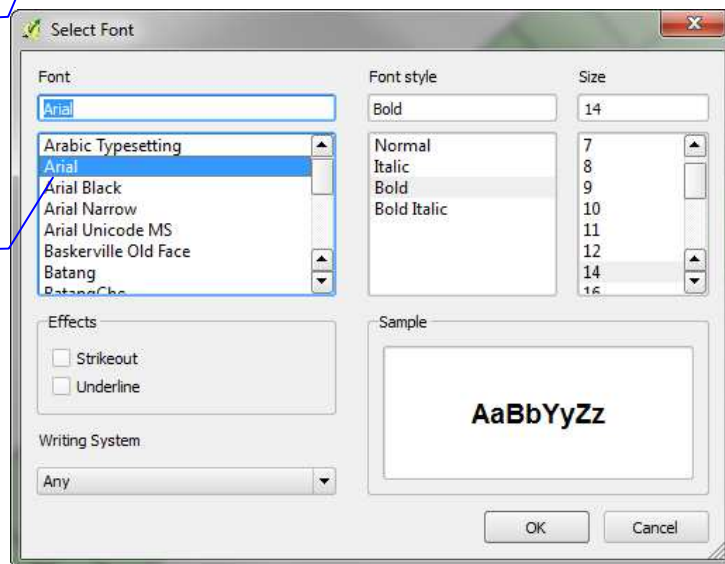 Select Font
Font
Font style
Size
Arial
Bold
14
Arabic Typesetting
Arial
Arial Black
Arial Narrow
Arial Unicode MS
Baskerville Old Face
Batang
BatangChe
Normal
Italic
Bold
Bold Italic
7
8
9
10
11
12
14
16
Effects
Strikeout
Underline
Writing System
Any
Sample
AaBbYyZz
OK
Cancel